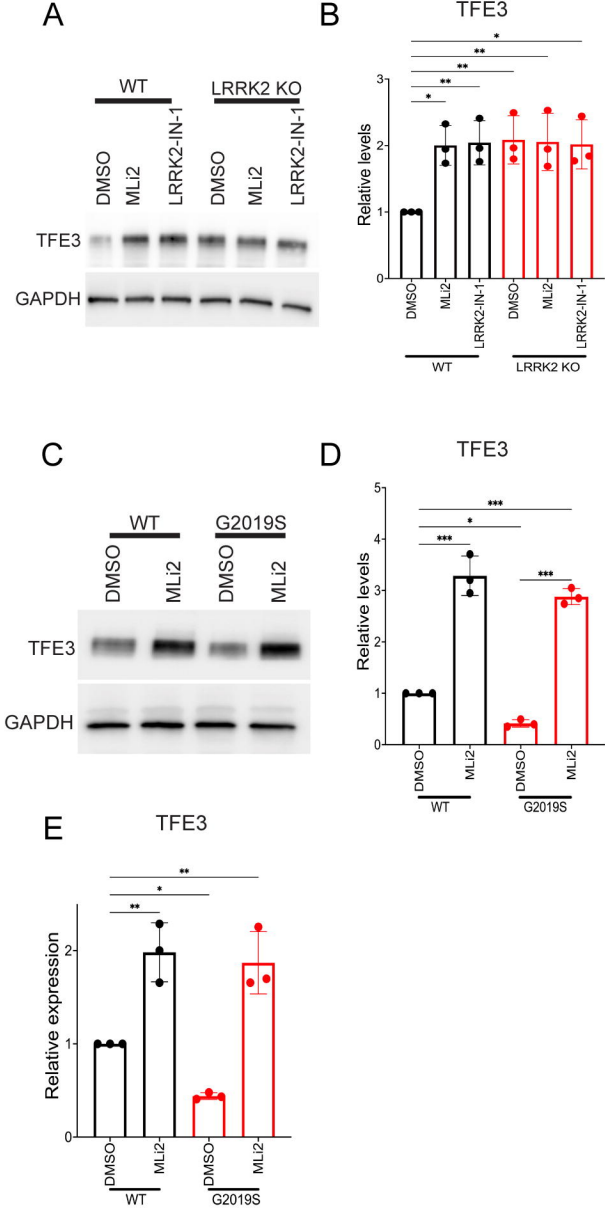 A
WT
LRRK2 KO
DMSO
MLi2
LRRK2-IN-1
DMSO
MLi2
LRRK2-IN-1
TFE3
GAPDH
B
TFE3
*
**
**
**
*
Relative levels
3
2
1
0
DMSO
MLi2
LRRK2-IN-1
DMSO
MLi2
LRRK2-IN-1
WT
LRRK2 KO
C
WT
G2019S
DMSO
MLi2
DMSO
MLi2
TFE3
GAPDH
D
TFE3
***
*
***
***
Relative levels
5
4
3
2
1
0
DMSO
MLi2
DMSO
MLi2
WT
G2019S
E
TFE3
**
*
**
Relative expression
2
1
0
DMSO
MLi2
DMSO
MLi2
WT
G2019S